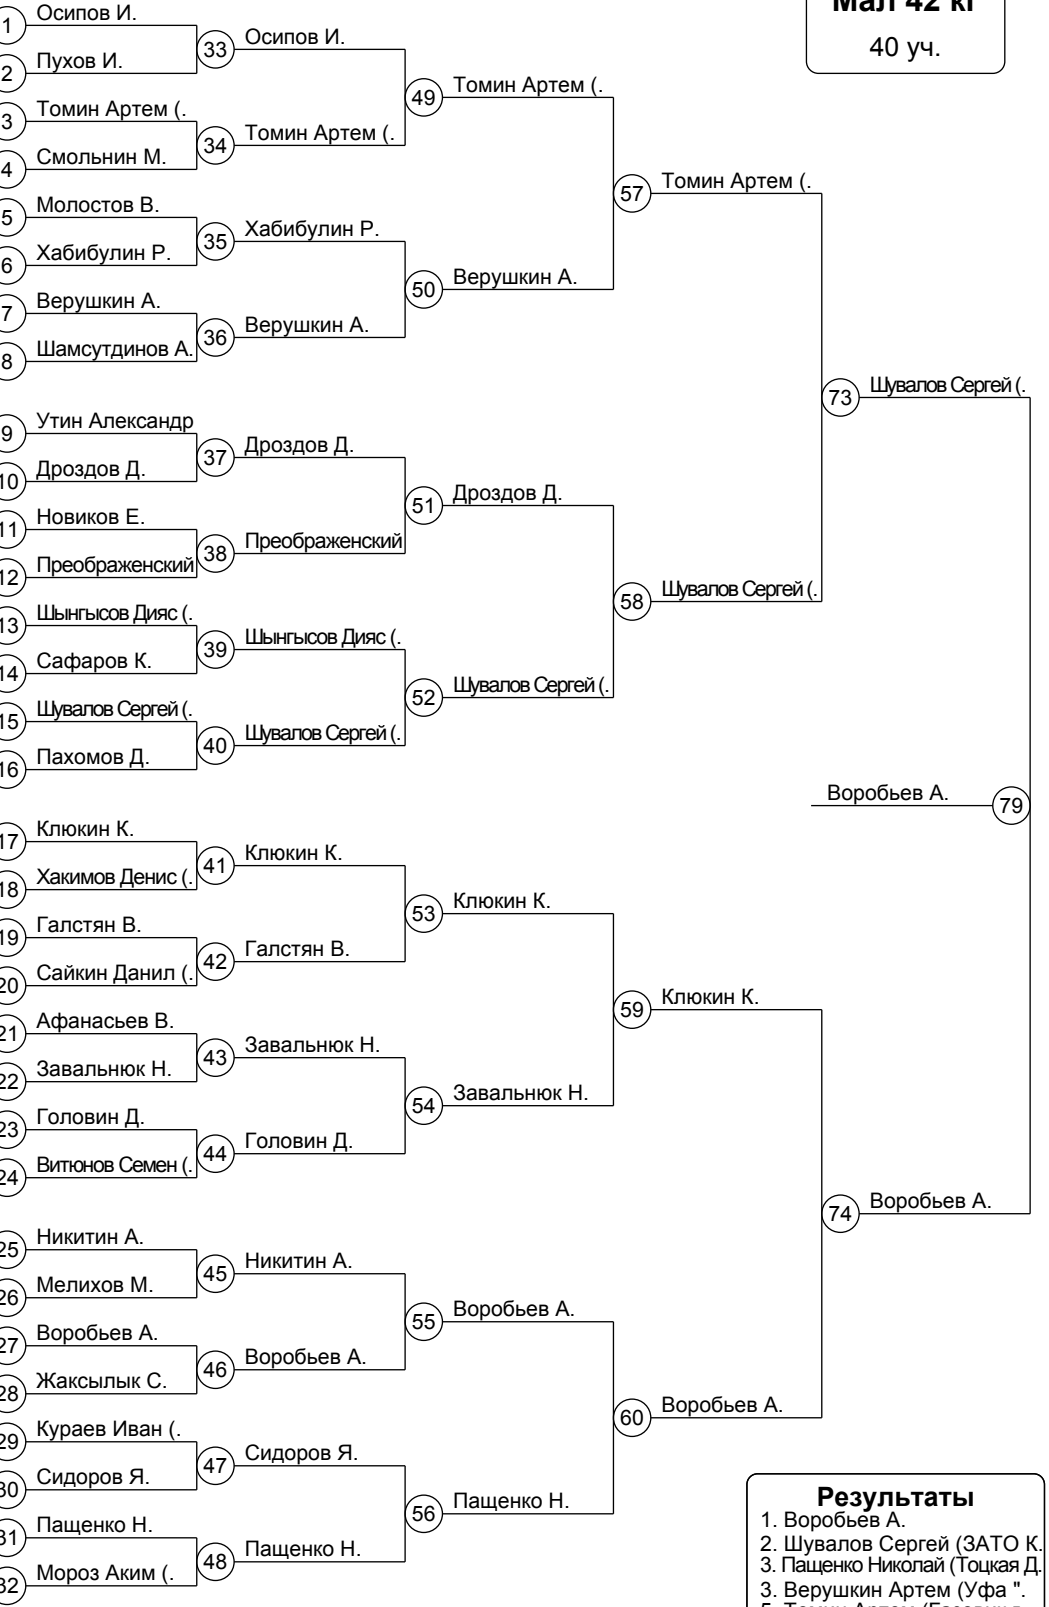 Мал 42 кг
40 уч.
1 Осипов И.
2 Пухов И.
3 Томин Артем (.
4 Смольнин М.
5 Молостов В.
6 Хабибулин Р.
7 Верушкин А.
8 Шамсутдинов А.
9 Утин Александр
10 Дроздов Д.
11 Новиков Е.
12 Преображенский
13 Шынгысов Дияс (.
14 Сафаров К.
15 Шувалов Сергей (.
16 Пахомов Д.
17 Клюкин К.
18 Хакимов Денис (.
19 Галстян В.
20 Сайкин Данил (.
21 Афанасьев В.
22 Завальнюк Н.
23 Головин Д.
24 Витюнов Семен (.
25 Никитин А.
26 Мелихов М.
27 Воробьев А.
28 Жаксылык С.
29 Кураев Иван (.
30 Сидоров Я.
31 Пащенко Н.
32 Мороз Аким (.
33 Осипов И.
34 Томин Артем (.
35 Хабибулин Р.
36 Верушкин А.
37 Дроздов Д.
38 Преображенский
39 Шынгысов Дияс (.
40 Шувалов Сергей (.
41 Клюкин К.
42 Галстян В.
43 Завальнюк Н.
44 Головин Д.
45 Никитин А.
46 Воробьев А.
47 Сидоров Я.
48 Пащенко Н.
49 Томин Артем (.
50 Верушкин А.
51 Дроздов Д.
52 Шувалов Сергей (.
53 Клюкин К.
54 Завальнюк Н.
55 Воробьев А.
56 Пащенко Н.
57 Томин Артем (.
58 Шувалов Сергей (.
59 Клюкин К.
60 Воробьев А.
73 Шувалов Сергей (.
74 Воробьев А.
Воробьев А. 79
Результаты
1. Воробьев А.
2. Шувалов Сергей (ЗАТО К.
3. Пащенко Николай (Тоцкая Д.
3. Верушкин Артем (Уфа ".
5. Томин Артем